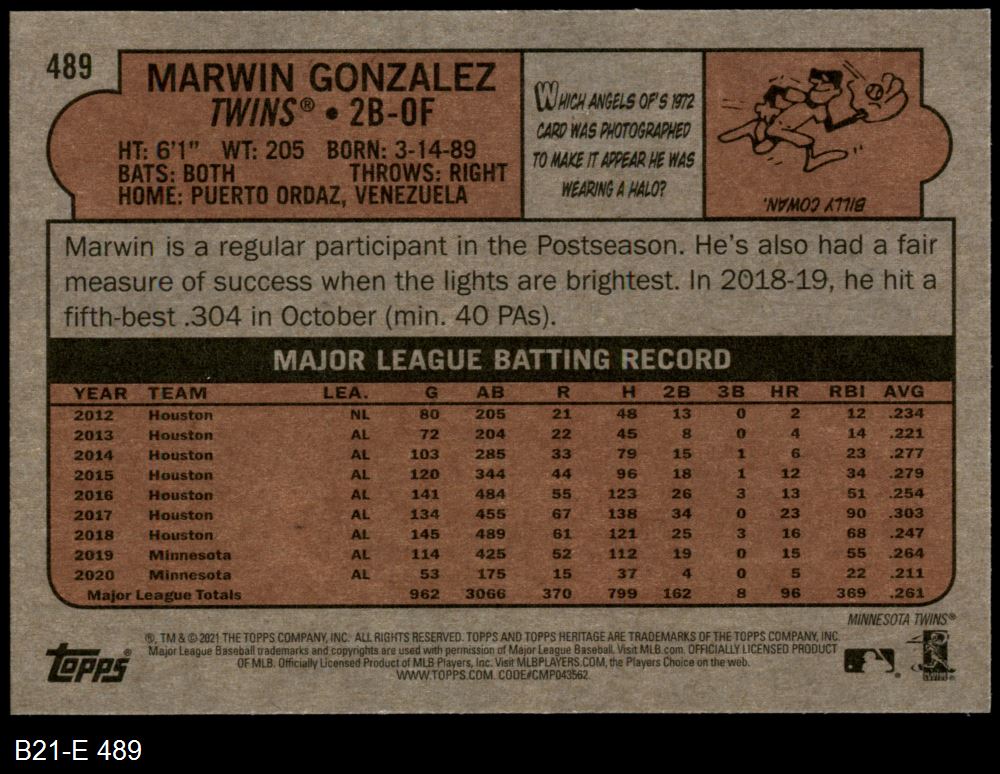 489
MARWIN GONZALEZ
TWINS® • 2B-OF
HT: 6'1" WT: 205 BORN: 3-14-89
BATS: BOTH THROWS: RIGHT
HOME: PUERTO ORDAZ, VENEZUELA
WHICH ANGELS OF'S 1972
CARD WAS PHOTOGRAPHED
TO MAKE IT APPEAR HE WAS
WEARING A HALO?
BILLY COWAN.
Marwin is a regular participant in the Postseason. He's also had a fair
measure of success when the lights are brightest. In 2018-19, he hit a
fifth-best .304 in October (min. 40 PAs).
MAJOR LEAGUE BATTING RECORD
YEAR TEAM LEA. G AB R H 2B 3B HR RBI AVG
2012 Houston NL 80 205 21 48 13 0 2 12 .234
2013 Houston AL 72 204 22 45 8 0 4 14 .221
2014 Houston AL 103 285 33 79 15 1 6 23 .277
2015 Houston AL 120 344 44 96 18 1 12 34 .279
2016 Houston AL 141 484 55 123 26 3 13 51 .254
2017 Houston AL 134 455 67 138 34 0 23 90 .303
2018 Houston AL 145 489 61 121 25 3 16 68 .247
2019 Minnesota AL 114 425 52 112 19 0 15 55 .264
2020 Minnesota AL 53 175 15 37 4 0 5 22 .211
Major League Totals 962 3066 370 799 162 8 96 369 .261
MINNESOTA TWINS®
®, TM & © 2021 THE TOPPS COMPANY, INC. ALL RIGHTS RESERVED. TOPPS AND TOPPS HERITAGE ARE TRADEMARKS OF THE TOPPS COMPANY, INC.
Major League Baseball trademarks and copyrights are used with permission of Major League Baseball. Visit MLB.com. OFFICIALLY LICENSED PRODUCT
OF MLB. Officially Licensed Product of MLB Players, Inc. Visit MLBPLAYERS.COM, the Players Choice on the web.
WWW.TOPPS.COM. CODE#CMP043562
Topps®
B21-E 489